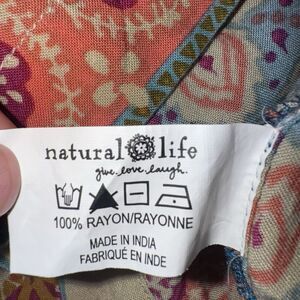 natural life
give.love.laugh.
100% RAYON/RAYONNE
MADE IN INDIA
FABRIQUÉ EN INDE